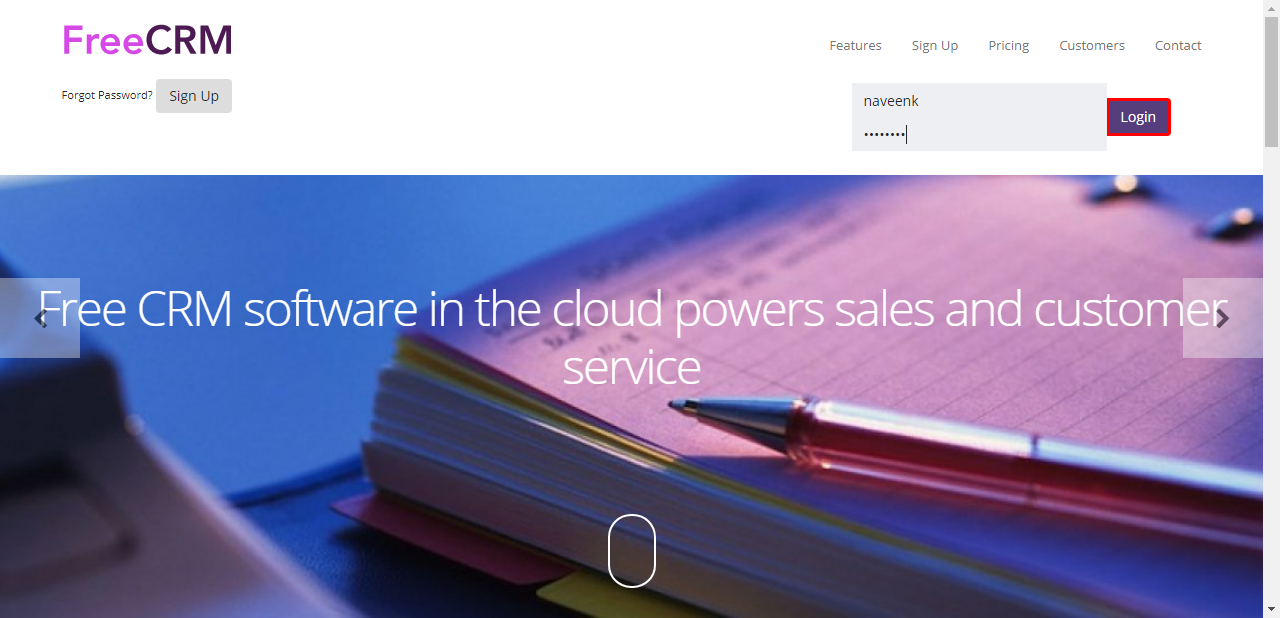 FreeCRM
Features Sign Up Pricing Customers Contact
Forgot Password? Sign Up
naveenk
••••••••
Login
Free CRM software in the cloud powers sales and customer
service